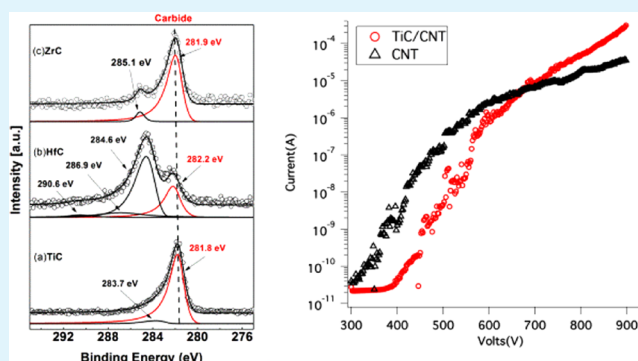 Carbide
(c)ZrC
281.9 eV
285.1 eV
284.6 eV
(b)HfC
286.9 eV
282.2 eV
290.6 eV
281.8 eV
(a)TiC
283.7 eV
Intensity [a.u.]
292 288 284 280 276
Binding Energy (eV)
TiC/CNT
CNT
Current(A)
10-4
10-5
10-6
10-7
10-8
10-9
10-10
10-11
300 400 500 600 700 800 900
Volts(V)